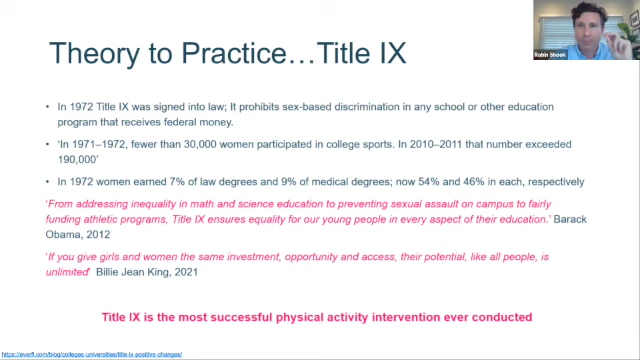 Theory to Practice…Title IX
Robin Shook
• In 1972 Title IX was signed into law; It prohibits sex-based discrimination in any school or other education
program that receives federal money.
• ‘In 1971–1972, fewer than 30,000 women participated in college sports. In 2010–2011 that number exceeded
190,000’
• In 1972 women earned 7% of law degrees and 9% of medical degrees; now 54% and 46% in each, respectively
‘From addressing inequality in math and science education to preventing sexual assault on campus to fairly
funding athletic programs, Title IX ensures equality for our young people in every aspect of their education.’ Barack
Obama, 2012
‘If you give girls and women the same investment, opportunity and access, their potential, like all people, is
unlimited’ Billie Jean King, 2021
Title IX is the most successful physical activity intervention ever conducted
https://everfi.com/blog/colleges-universities/title-ix-positive-changes/